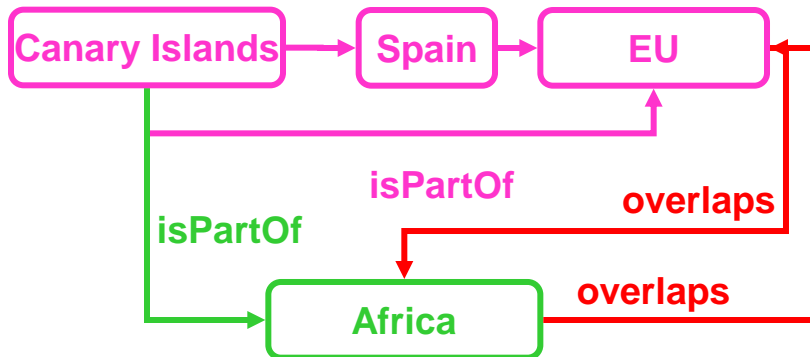 Canary Islands
Spain
EU
isPartOf
overlaps
isPartOf
overlaps
Africa